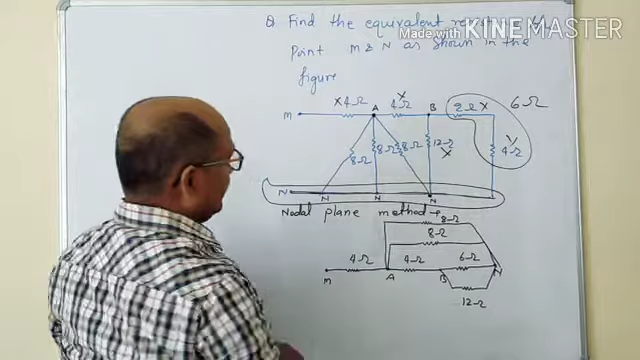 Q Find the equivalent
Made with KINEMASTER
Point M & N as shown in the
figure
x4Ω x 4Ω B 2Ω x 6Ω
M A
8Ω 8Ω 8Ω 12Ω x 4Ω
N N N N
Nodal plane method →
8Ω
8Ω
4Ω 4Ω 6Ω
M A B N
12Ω